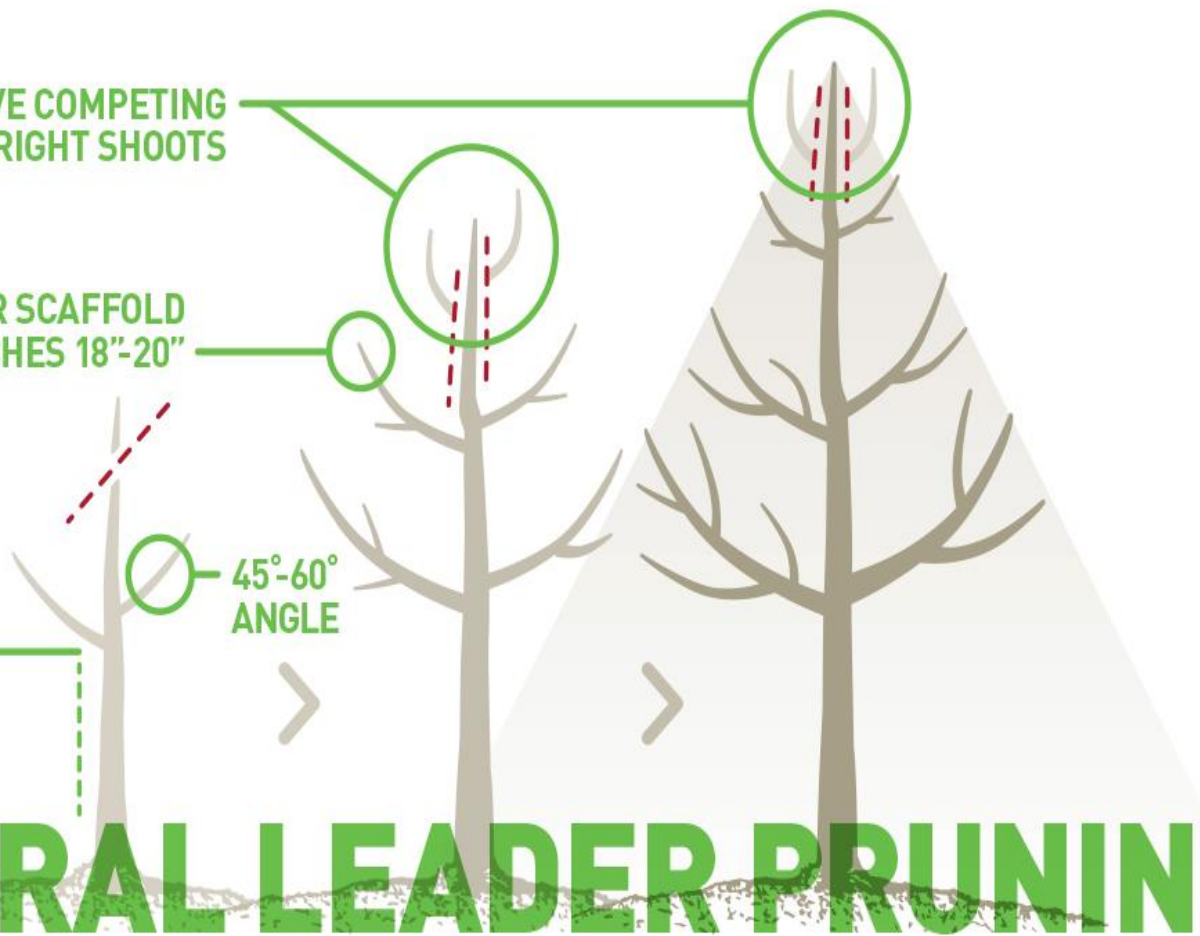 VE COMPETING
RIGHT SHOOTS
R SCAFFOLD
HES 18”-20”
45°-60°
ANGLE
RAL LEADER PRUNIN